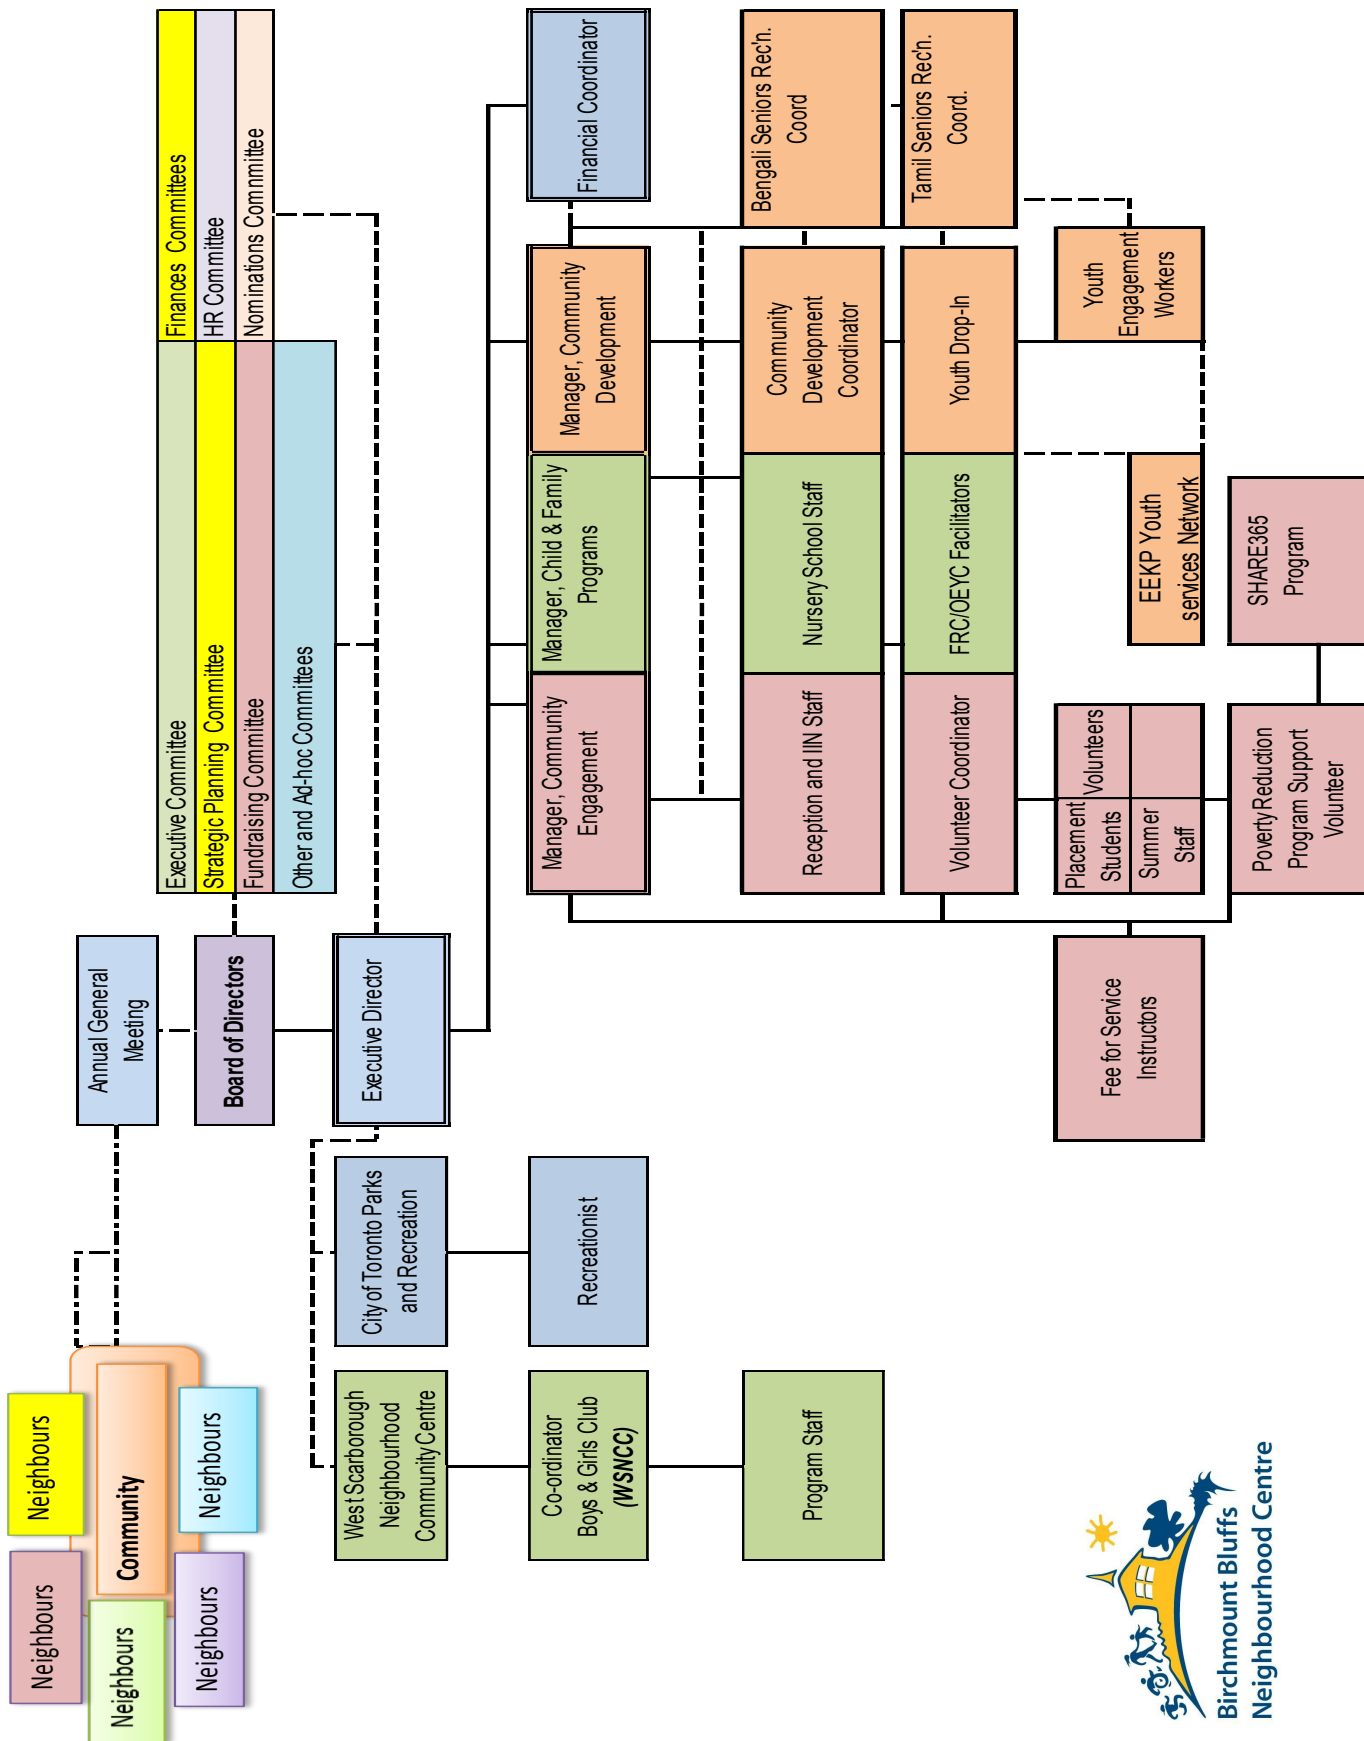 Neighbours
Neighbours
Neighbours
Community
Neighbours
Neighbours
Annual General
Meeting
Board of Directors
Executive Committee
Finances Committees
Strategic Planning Committee
HR Committee
Fundraising Committee
Nominations Commmittee
Other and Ad-hoc Committees
West Scarborough
Neighbourhood
Community Centre
City of Toronto Parks
and Recreation
Executive Director
Co-ordinator
Boys & Girls Club
(WSNCC)
Recreationist
Manager, Community
Engagement
Manager, Child & Family
Programs
Manager, Community
Development
Financial Coordinator
Program Staff
Reception and IIN Staff
Nursery School Staff
Community
Development
Coordinator
Bengali Seniors Rec'n.
Coord
Volunteer Coordinator
FRC/OEYC Facilitators
Youth Drop-In
Tamil Seniors Rec'n.
Coord.
Fee for Service
Instructors
Placement
Students
Volunteers
Summer
Staff
Youth
Engagement
Workers
EEKP Youth
services Network
Poverty Reduction
Program Support
Volunteer
SHARE365
Program
Birchmount Bluffs
Neighbourhood Centre